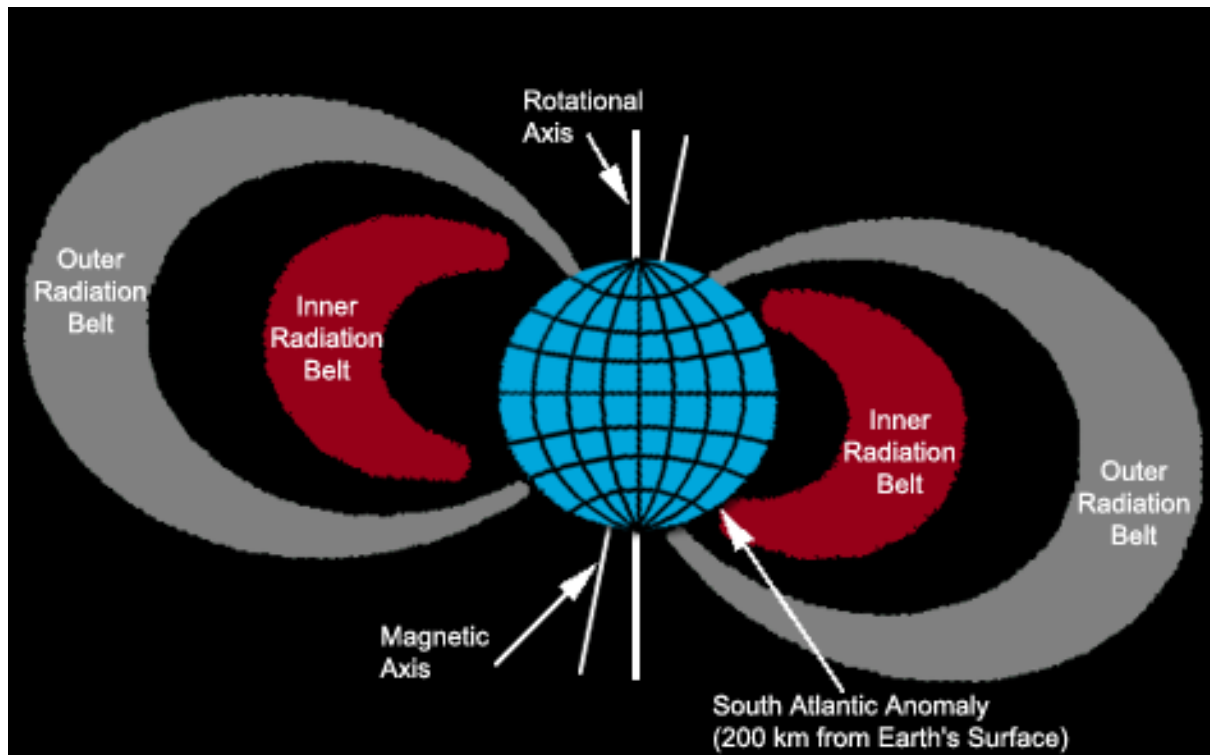 Rotational
Axis
Outer
Radiation
Belt
Inner
Radiation
Belt
Inner
Radiation
Belt
Outer
Radiation
Belt
Magnetic
Axis
South Atlantic Anomaly
(200 km from Earth's Surface)